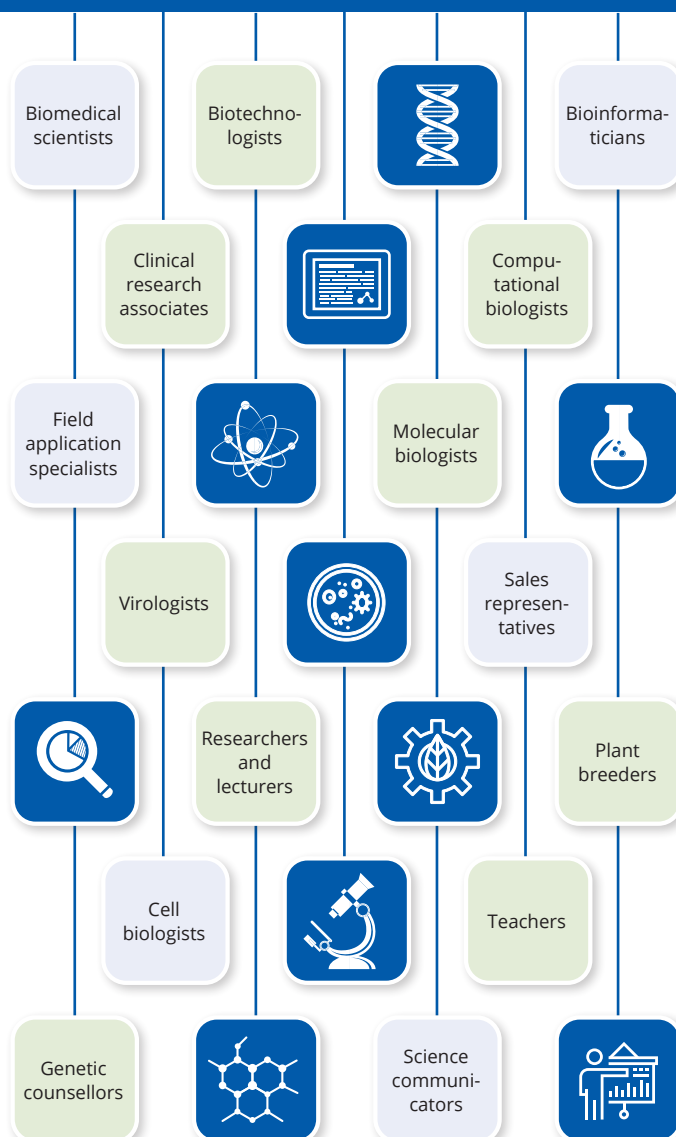 Biomedical
scientists
Biotechno-
logists
Bioinforma-
ticians
Clinical
research
associates
Compu-
tational
biologists
Field
application
specialists
Molecular
biologists
Virologists
Sales
represen-
tatives
Researchers
and
lecturers
Plant
breeders
Cell
biologists
Teachers
Genetic
counsellors
Science
communi-
cators